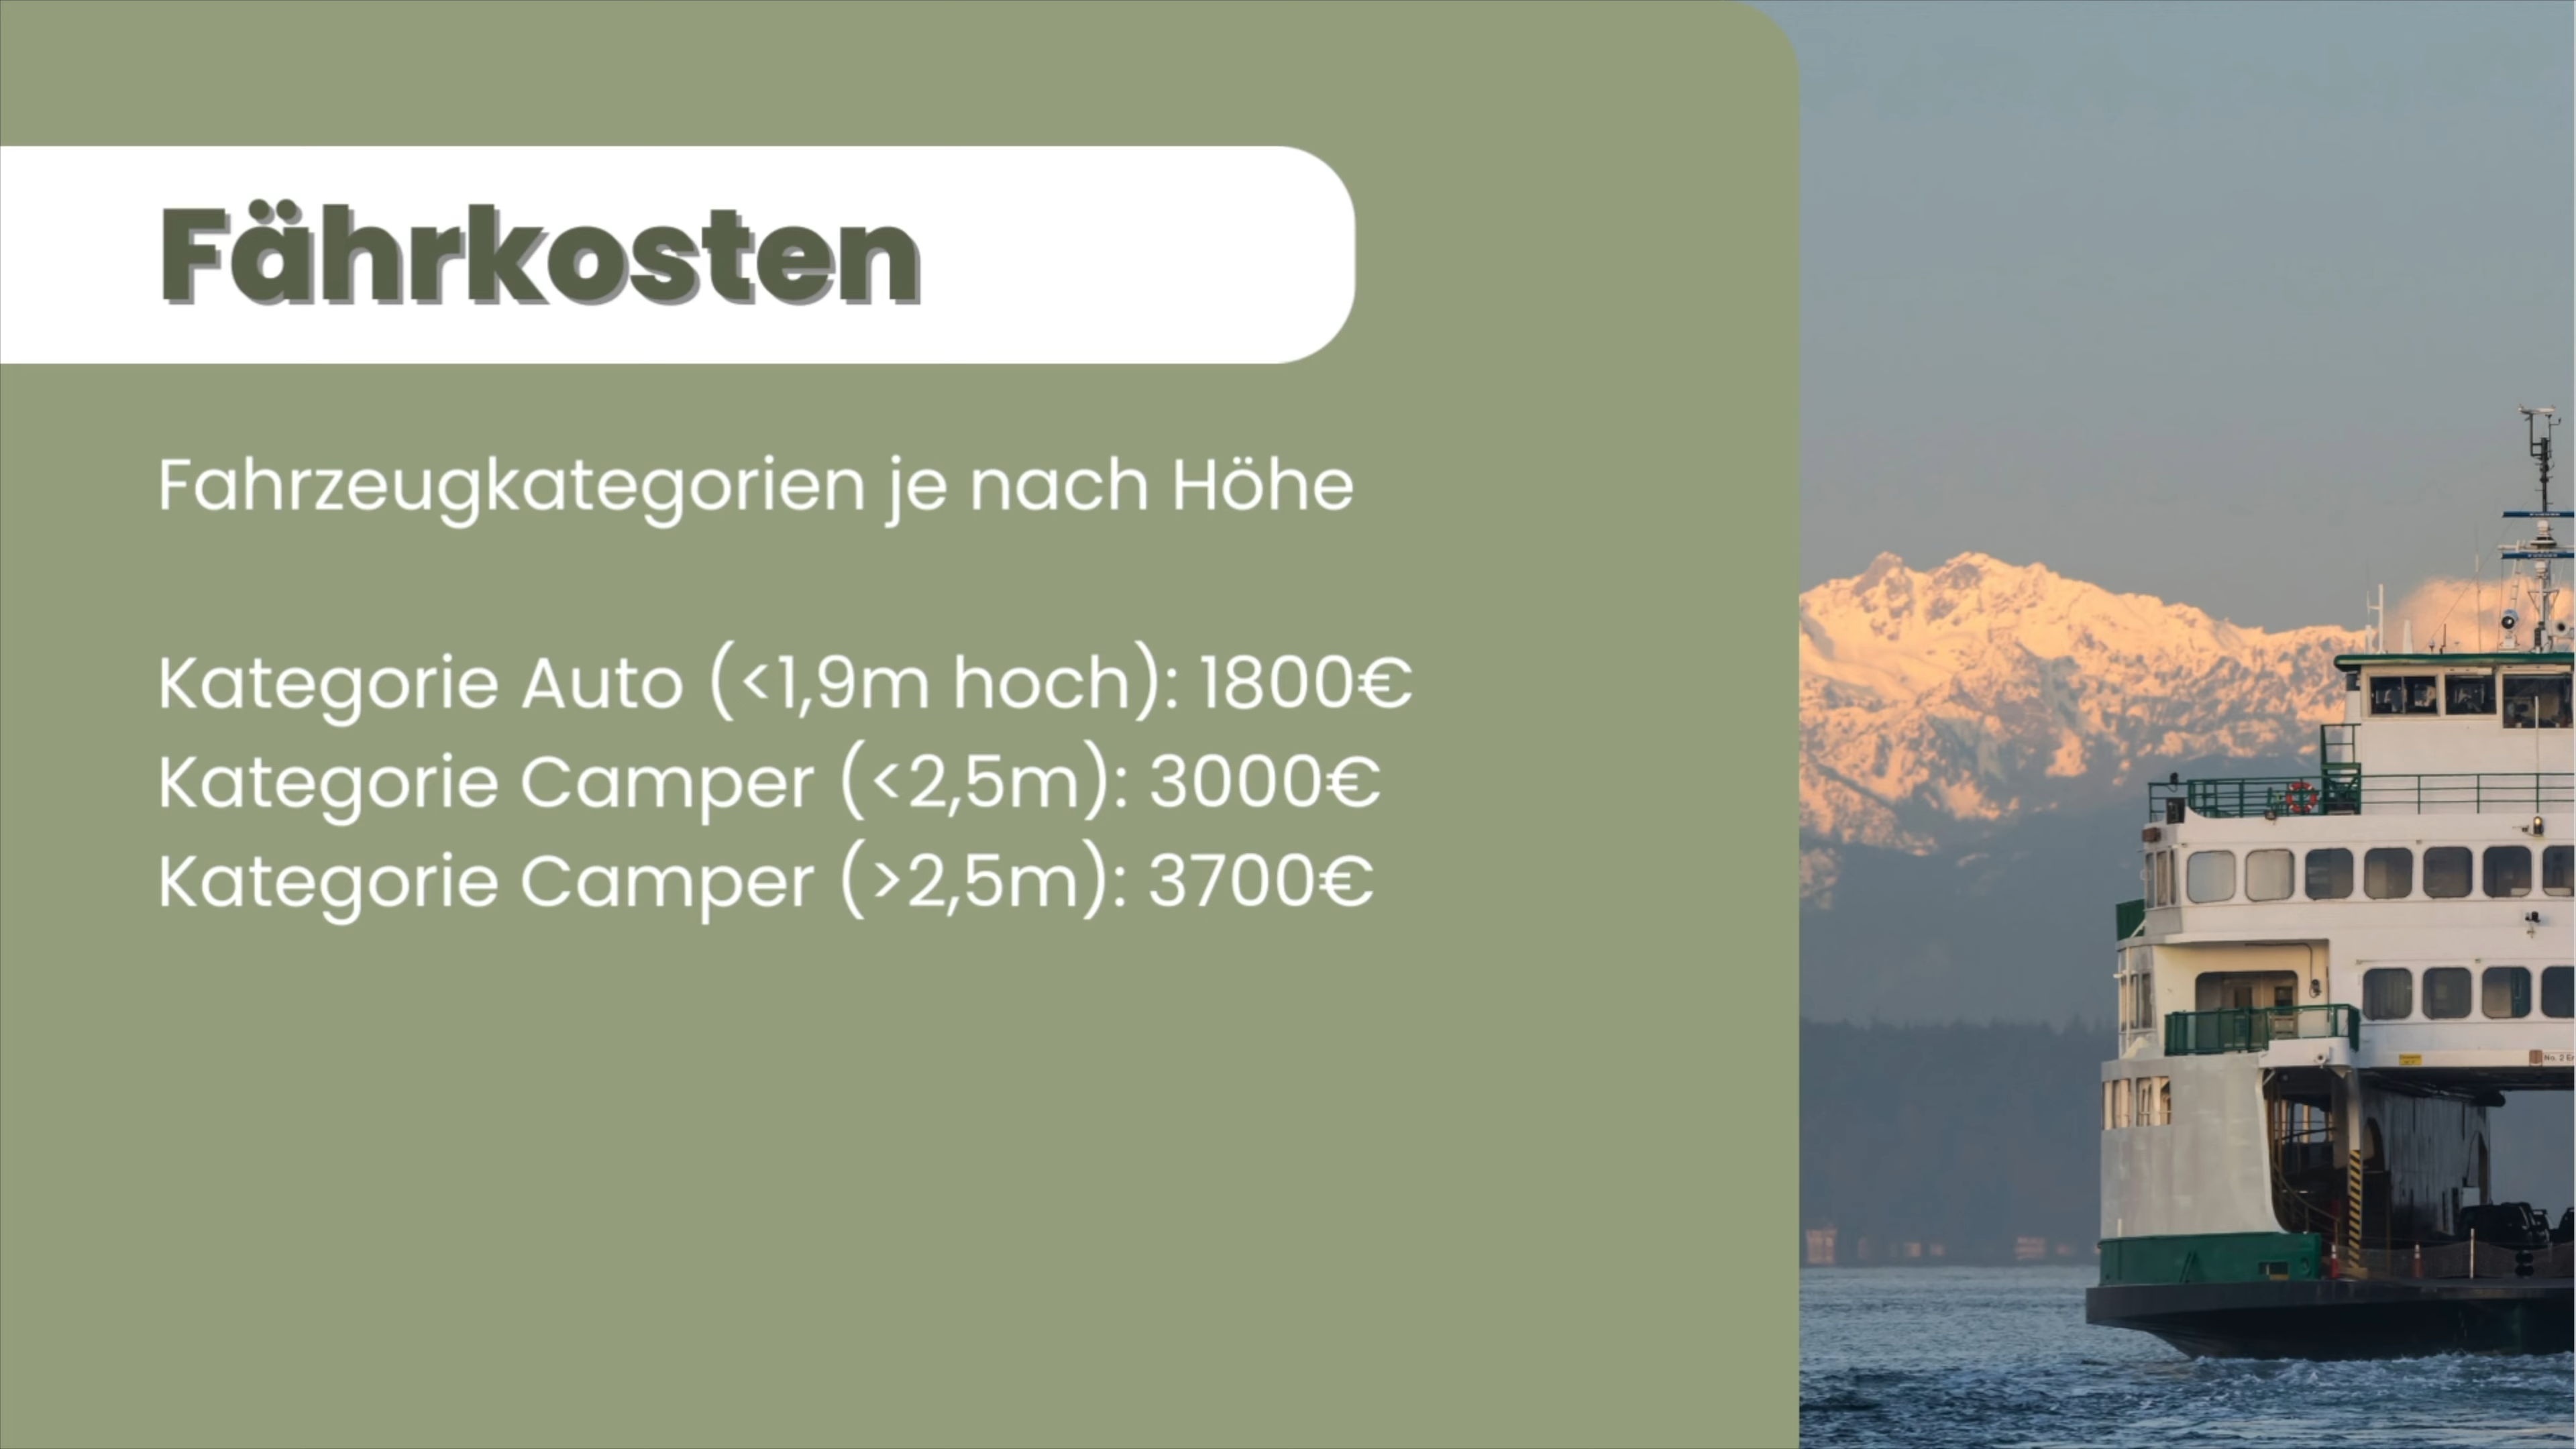 Fährkosten
Fahrzeugkategorien je nach Höhe
Kategorie Auto (<1,9m hoch): 1800€
Kategorie Camper (<2,5m): 3000€
Kategorie Camper (>2,5m): 3700€